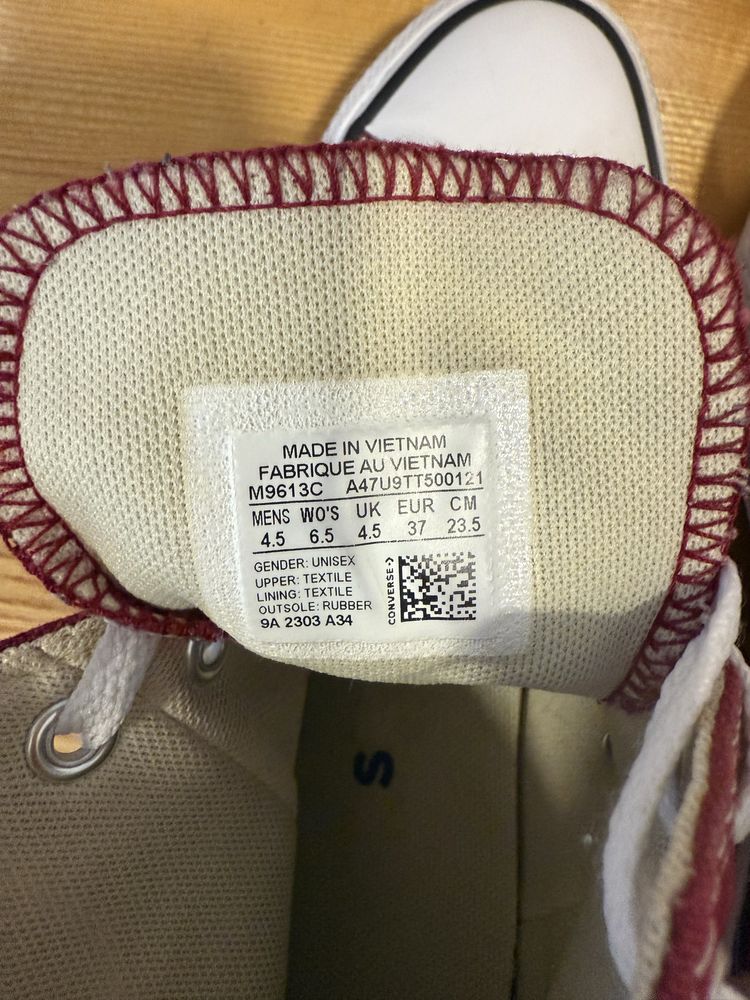 MADE IN VIETNAM
FABRIQUE AU VIETNAM
M9613C A47U9TT500121
MENS WO'S UK EUR CM
4.5 6.5 4.5 37 23.5
GENDER: UNISEX
UPPER: TEXTILE
LINING: TEXTILE
OUTSOLE: RUBBER
9A 2303 A34
CONVERSE
S